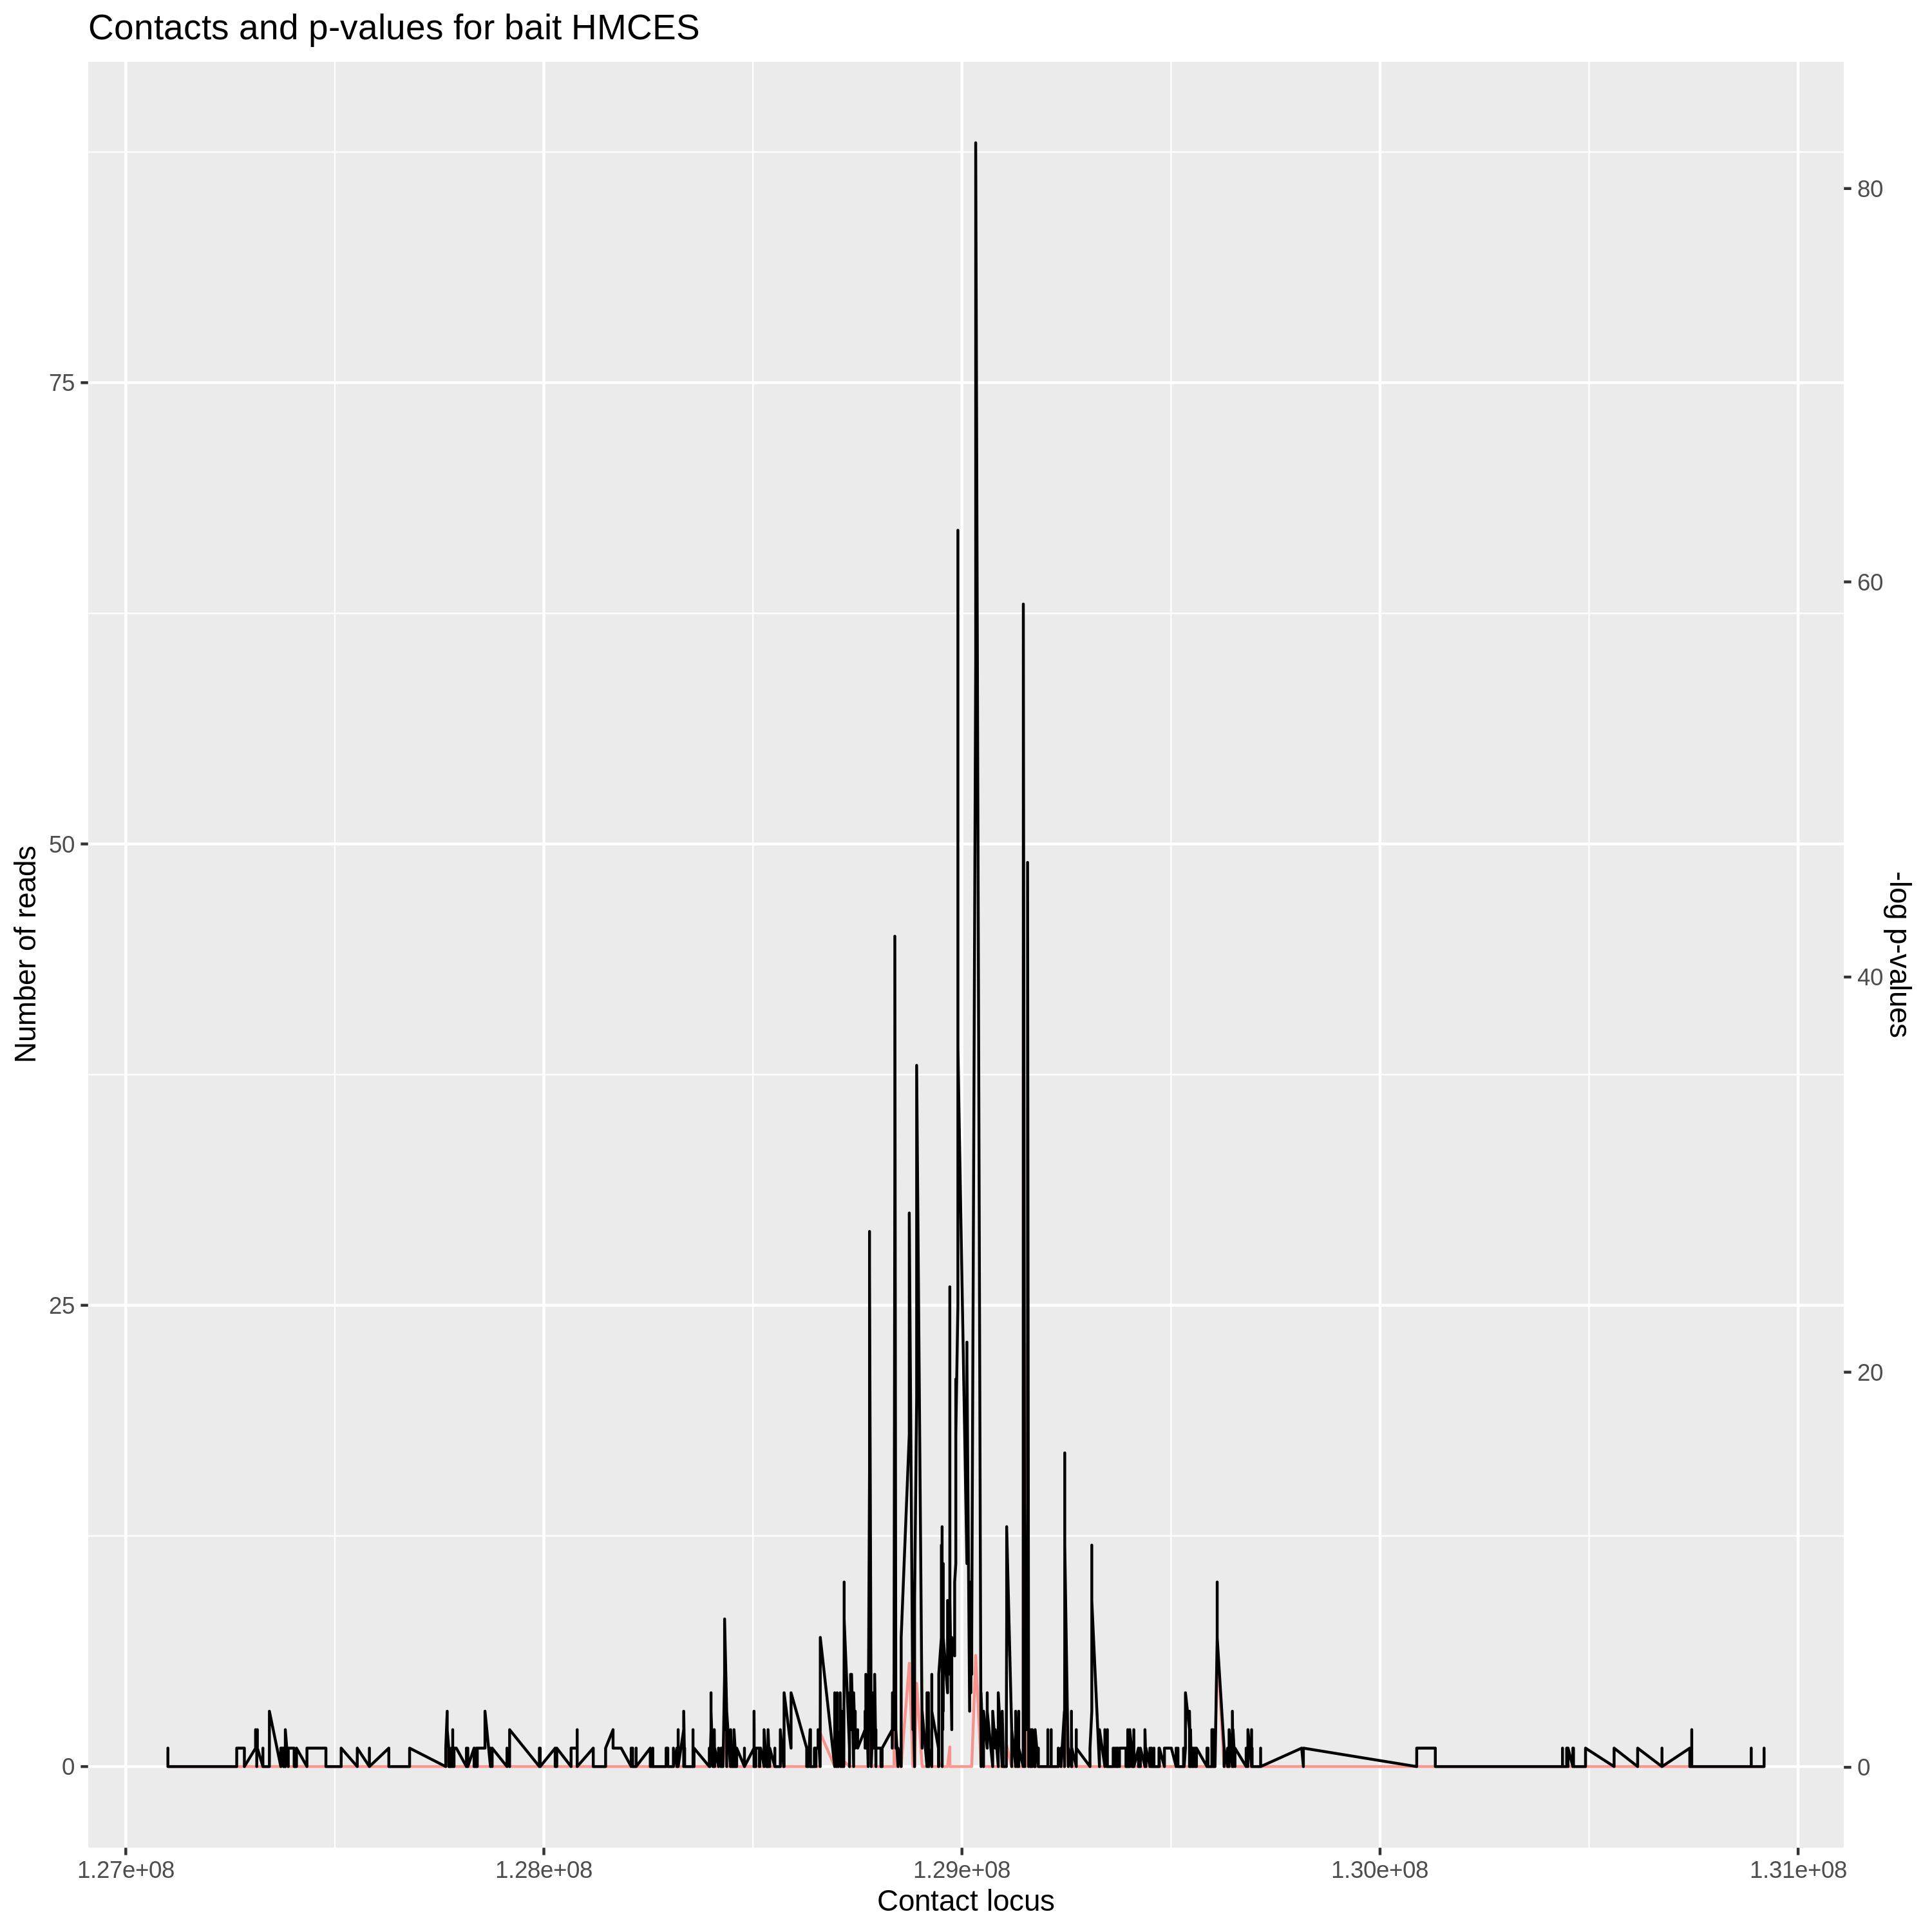 Contacts and p-values for bait HMCES
Number of reads
75
50
25
0
80
60
40
20
0
-log p-values
1.27e+08
1.28e+08
1.29e+08
1.30e+08
1.31e+08
Contact locus